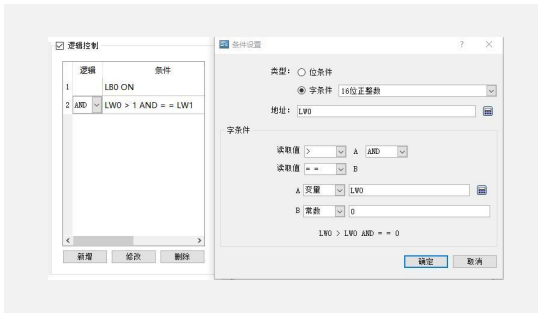 逻辑控制
逻辑 条件
1 LB0 ON
2 AND LW0 > 1 AND = = LW1
新增 修改 删除
条件设置
类型: 位条件
字条件 16位正整数
地址: LW0
字条件
读取值 > A AND
读取值 = = B
A 变量 LW0
B 常数 0
LW0 > LW0 AND = = 0
确定 取消